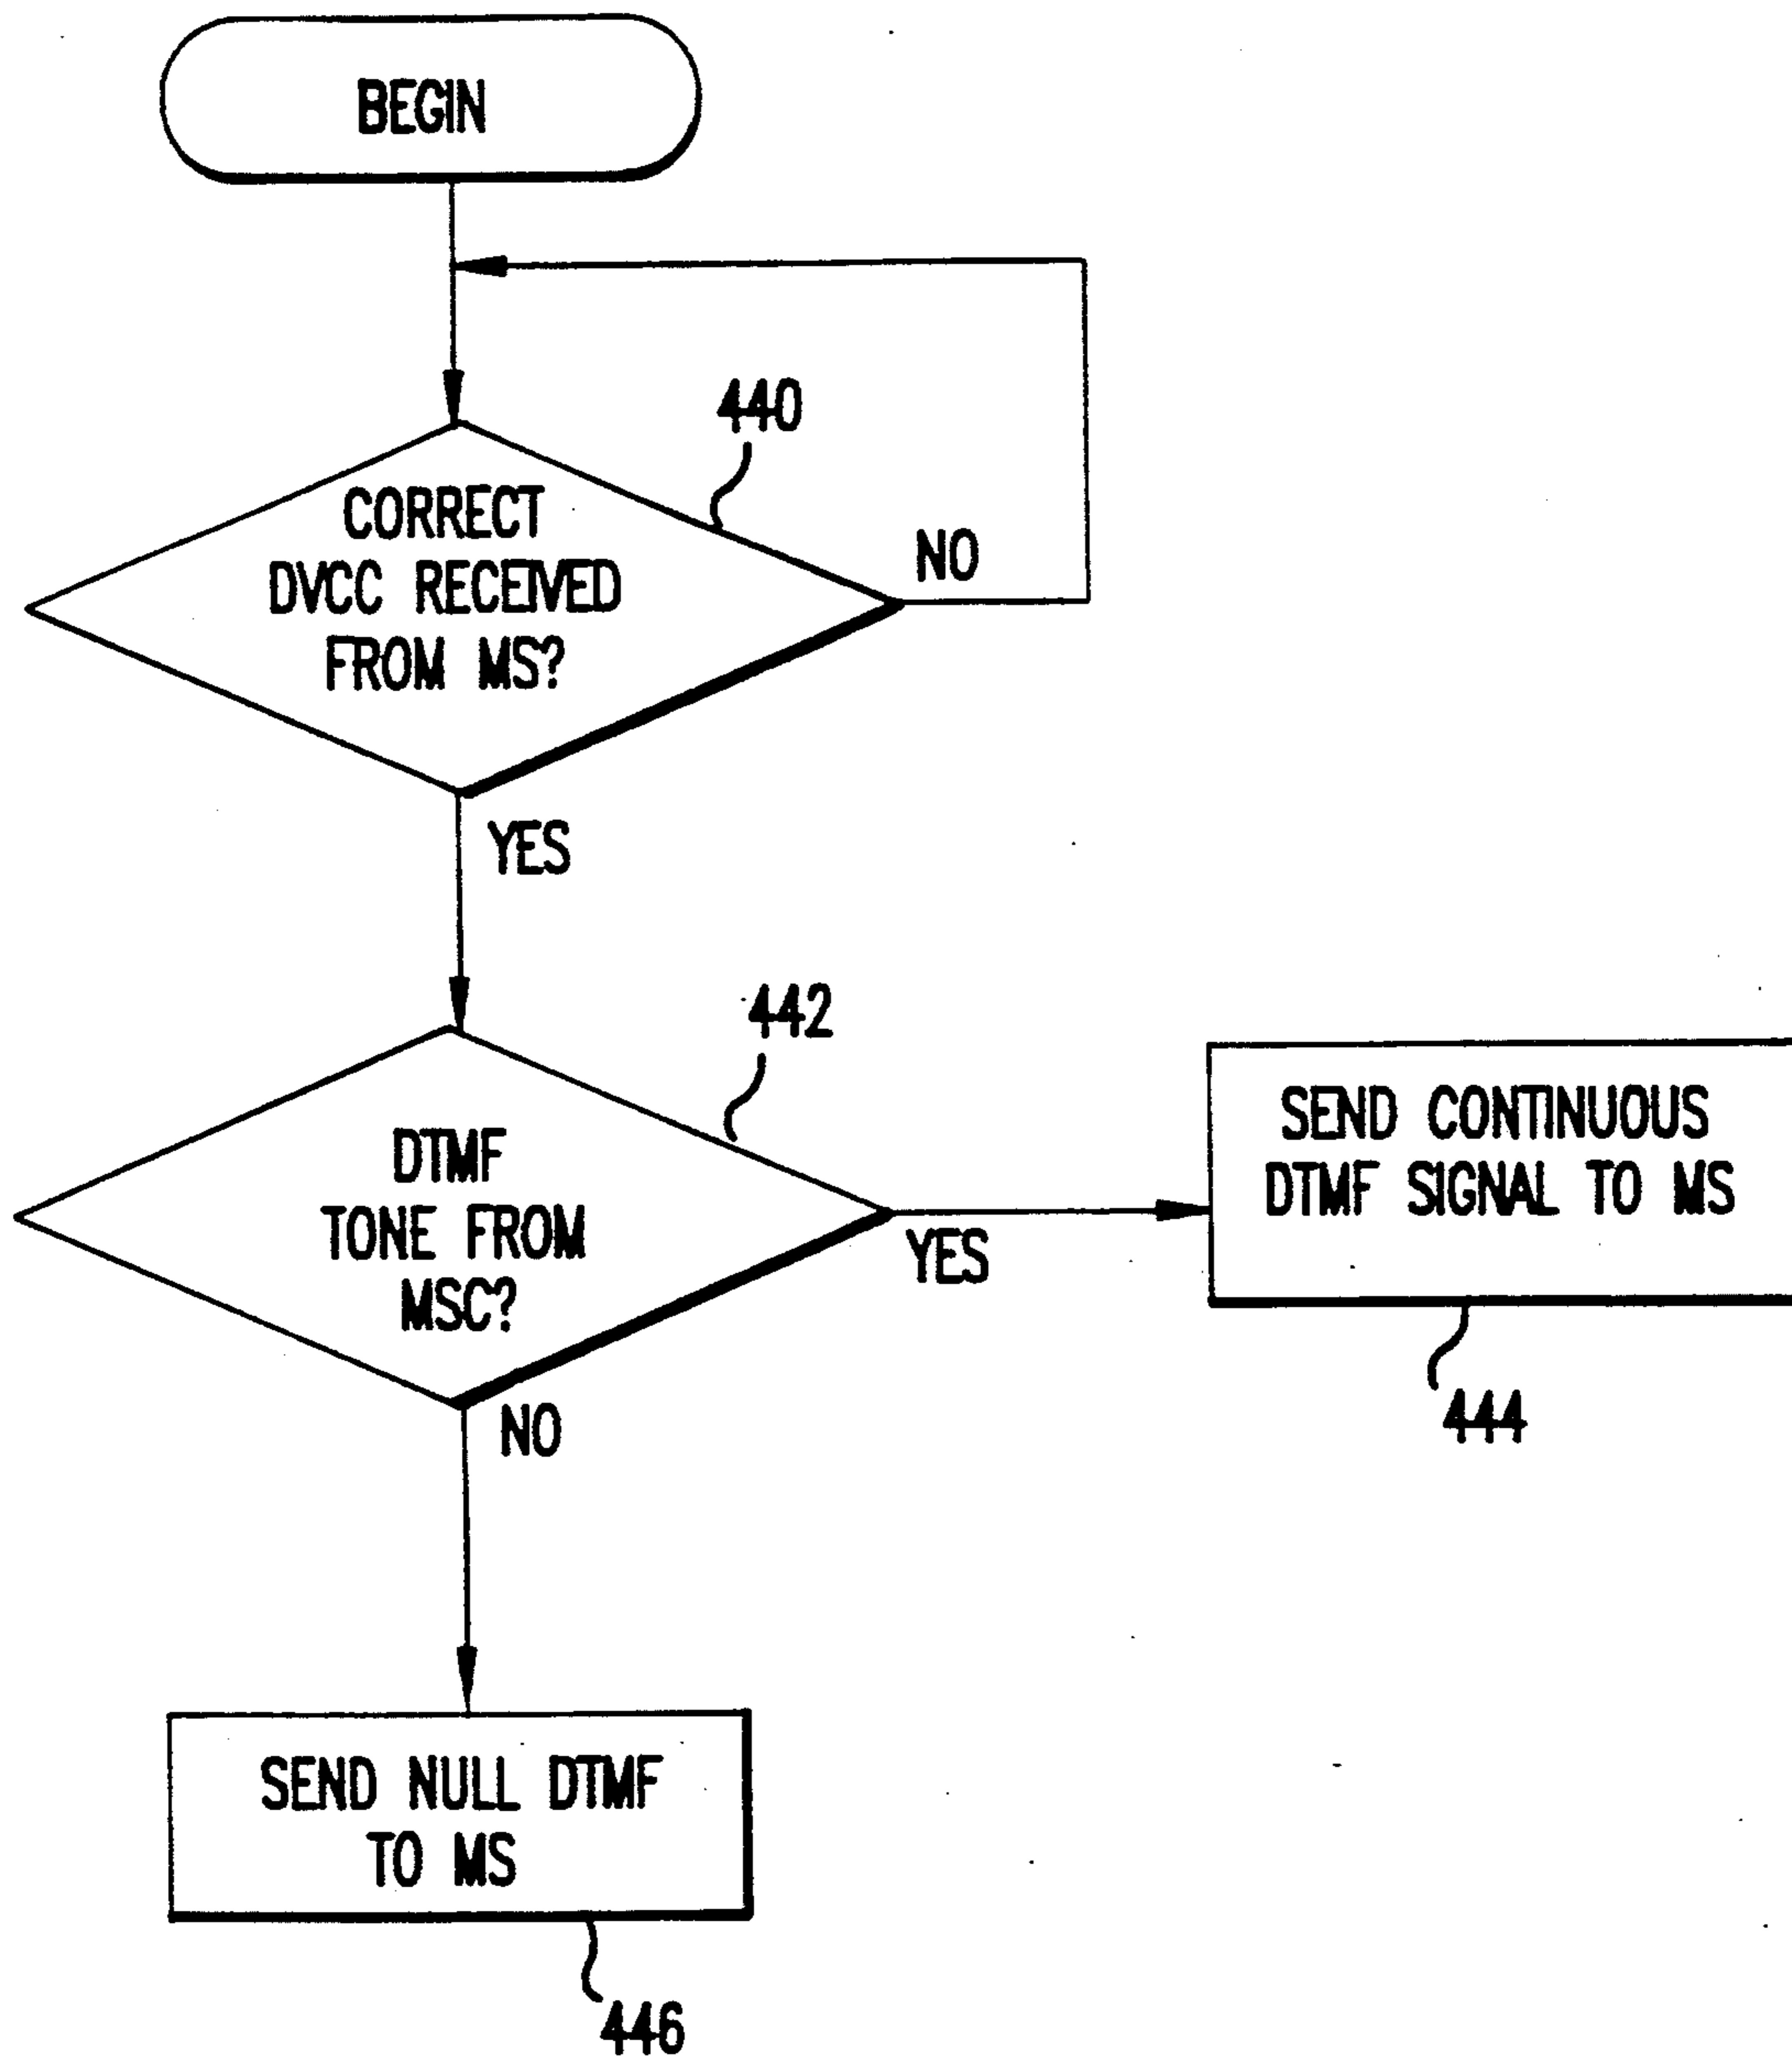 BEGIN
440
CORRECT
DVCC RECEIVED
FROM MS?
NO
YES
442
DTMF
TONE FROM
MSC?
YES
NO
SEND CONTINUOUS
DTMF SIGNAL TO MS
444
SEND NULL DTMF
TO MS
446